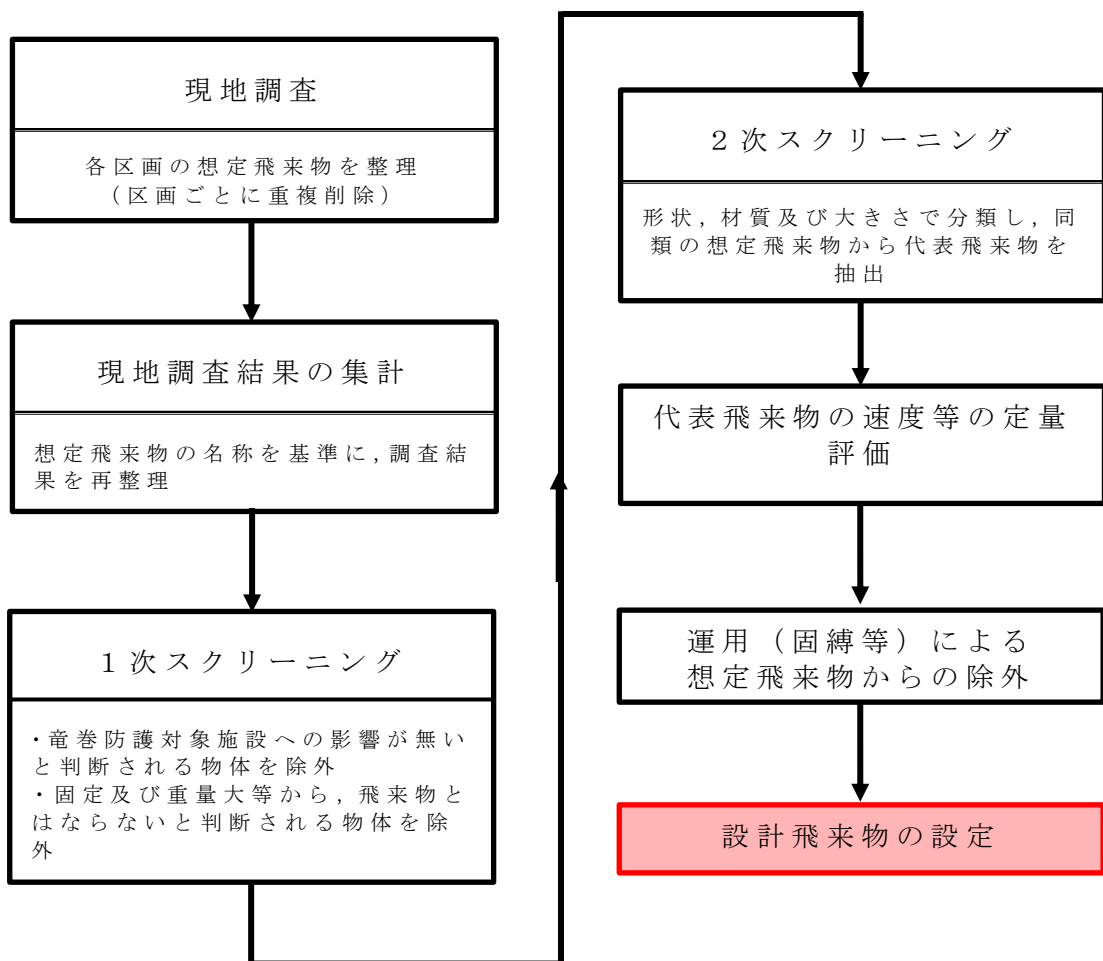 現地調査
各区画の想定飛来物を整理
(区画ごとに重複削除)
現地調査結果の集計
想定飛来物の名称を基準に,調査結
果を再整理
1次スクリーニング
・竜巻防護対象施設への影響が無い
と判断される物体を除外
・固定及び重量大等から,飛来物と
はならないと判断される物体を除
外
2次スクリーニング
形状,材質及び大きさで分類し,同
類の想定飛来物から代表飛来物を
抽出
代表飛来物の速度等の定量
評価
運用(固縛等)による
想定飛来物からの除外
設計飛来物の設定